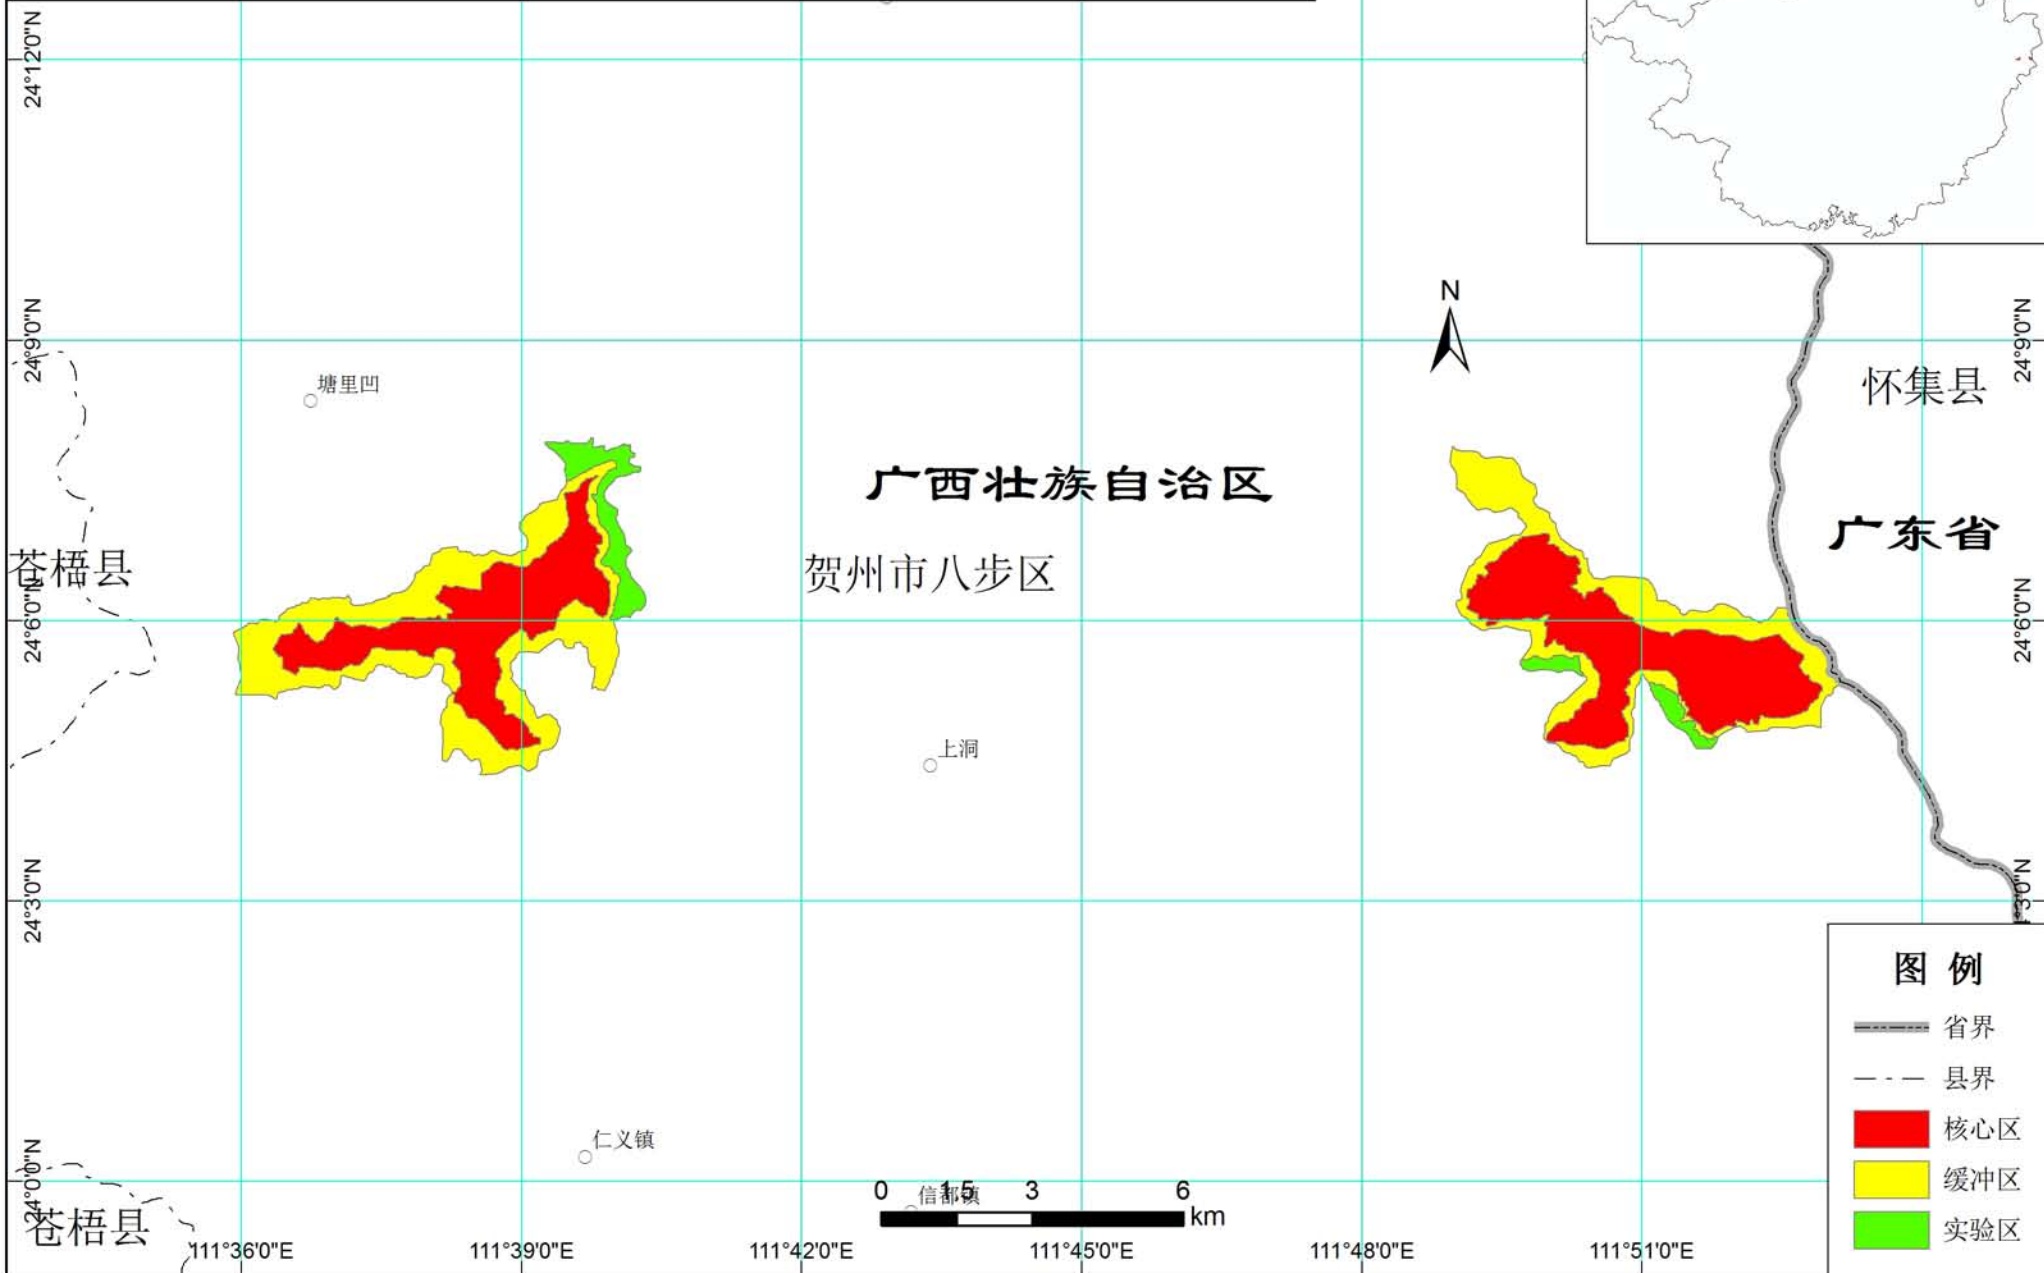 24°12'0"N
N
24°9'0"N
24°9'0"N
怀集县
塘里凹
广西壮族自治区
广东省
苍梧县
贺州市八步区
24°6'0"N
24°6'0"N
上洞
24°3'0"N
°3'0"N
图 例
省界
县界
核心区
仁义镇
缓冲区
24°0'0"N
0 1.5 3 6
信都镇
km
苍梧县
实验区
111°36'0"E 111°39'0"E 111°42'0"E 111°45'0"E 111°48'0"E 111°51'0"E